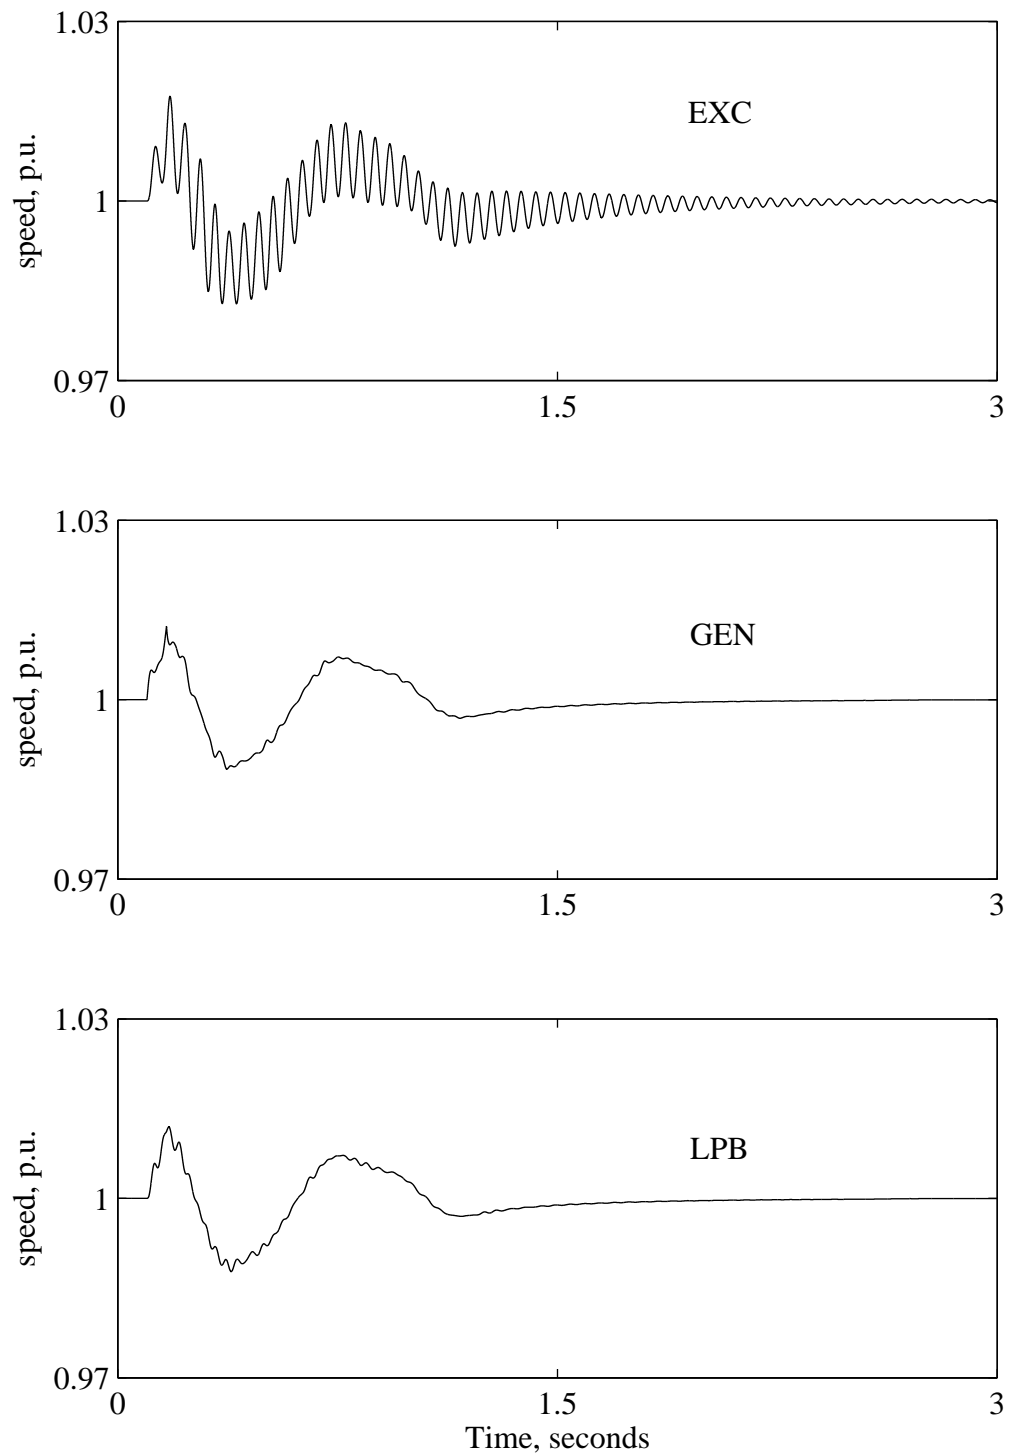 1.03
EXC
speed, p.u.
1
0.97
0 1.5 3
1.03
GEN
speed, p.u.
1
0.97
0 1.5 3
1.03
LPB
speed, p.u.
1
0.97
0 1.5 3
Time, seconds